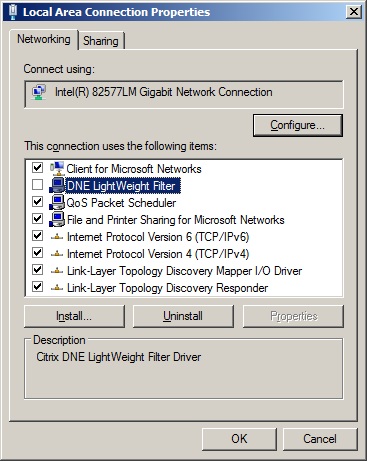 Local Area Connection Properties
Networking
Sharing
Connect using:
Intel(R) 82577LM Gigabit Network Connection
Configure...
This connection uses the following items:
Client for Microsoft Networks
DNE LightWeight Filter
QoS Packet Scheduler
File and Printer Sharing for Microsoft Networks
Internet Protocol Version 6 (TCP/IPv6)
Internet Protocol Version 4 (TCP/IPv4)
Link-Layer Topology Discovery Mapper I/O Driver
Link-Layer Topology Discovery Responder
Install...
Uninstall
Properties
Description
Citrix DNE LightWeight Filter Driver
OK
Cancel